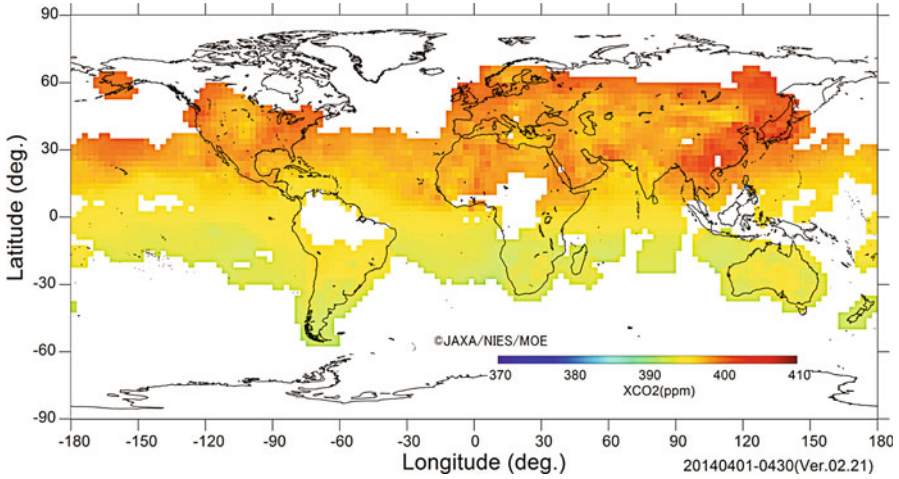 90
60
30
0
-30
-60
-90
Latitude (deg.)
©JAXA/NIES/MOE
370 380 390 400 410
XCO2(ppm)
-180 -150 -120 -90 -60 -30 0 30 60 90 120 150 180
Longitude (deg.)
20140401-0430(Ver.02.21)